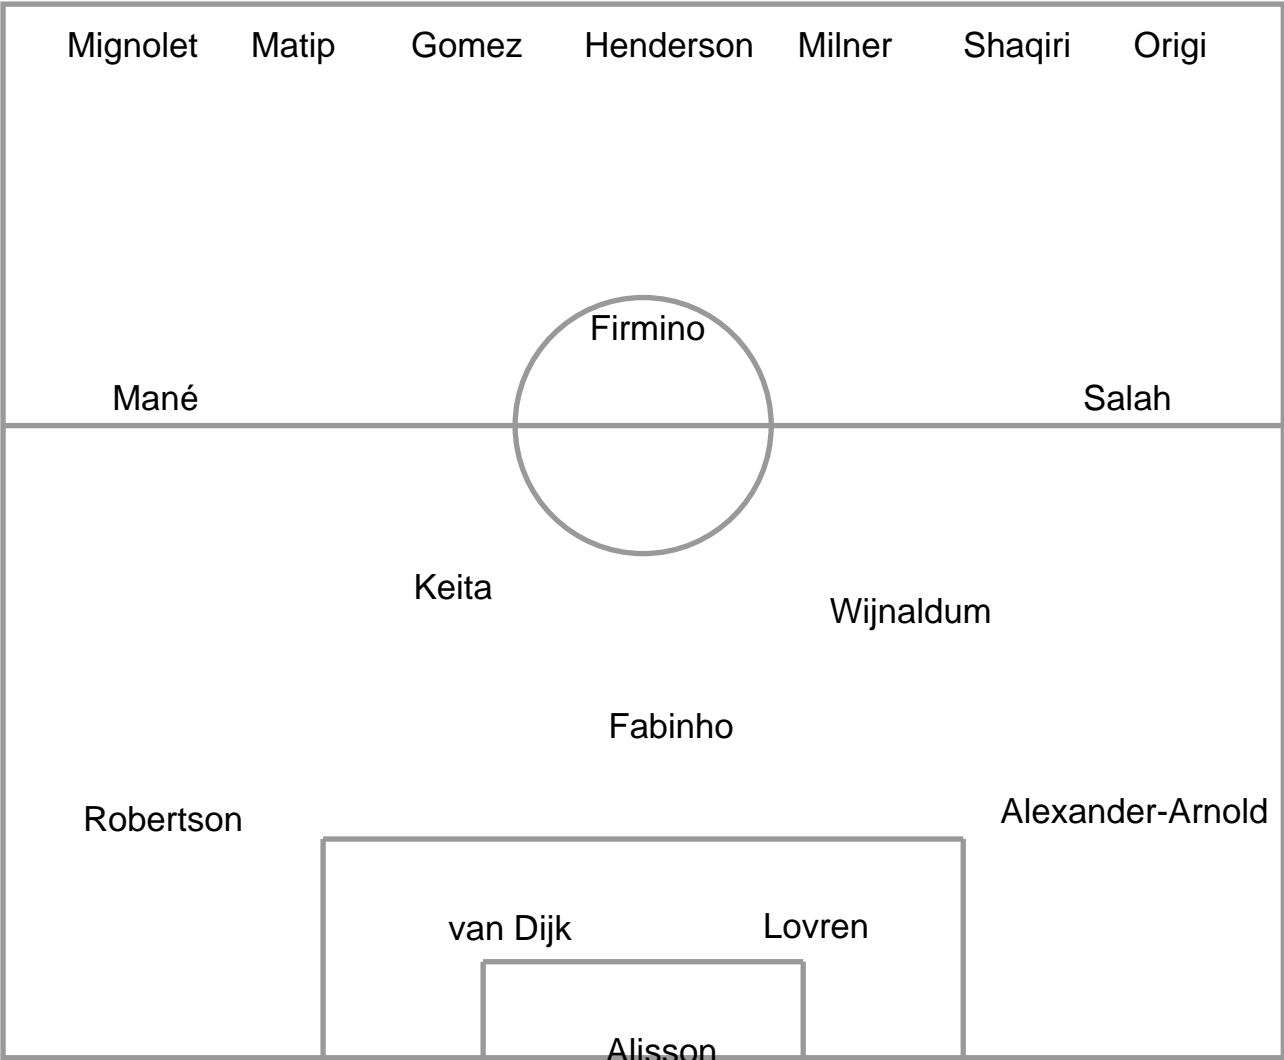 Mignolet Matip Gomez Henderson Milner Shaqiri Origi
Firmino
Mané Salah
Keita
Wijnaldum
Fabinho
Alexander-Arnold
Robertson
van Dijk Lovren
Alisson